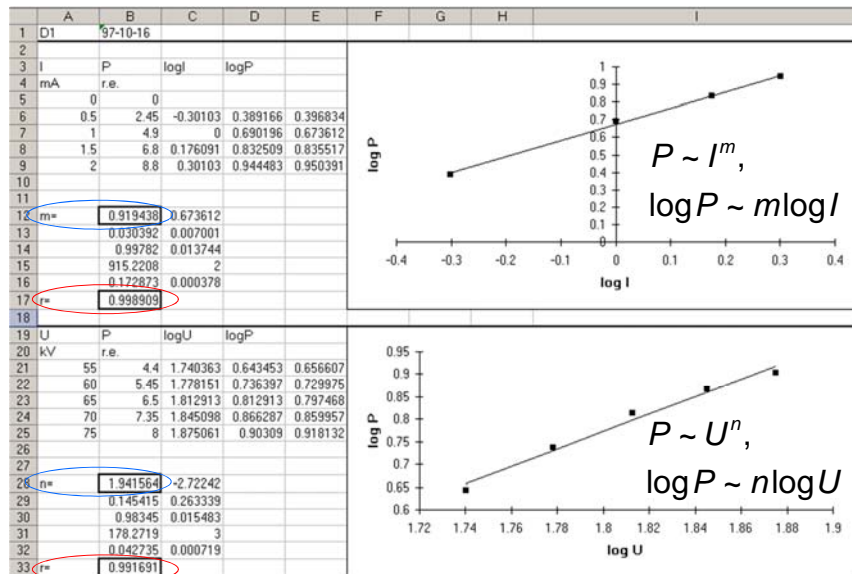 A B C D E F G H I
1 D1 97-10-16
2
3 I P logI logP
4 mA r.e.
5 0 0
6 0.5 2.45 -0.30103 0.389166 0.396834
7 1 4.9 0 0.690196 0.673612
8 1.5 6.8 0.176091 0.832509 0.835517
9 2 8.8 0.30103 0.944483 0.950391
10
11
12 m= 0.919438 0.673612
13 0.030392 0.007001
14 0.99782 0.013744
15 915.2208 2
16 0.172873 0.000378
17 r= 0.998909
18
19 U P logU logP
20 kV r.e.
21 55 4.4 1.740363 0.643453 0.656607
22 60 5.45 1.778151 0.736397 0.729975
23 65 6.5 1.812913 0.812913 0.797468
24 70 7.35 1.845098 0.866287 0.859957
25 75 8 1.875061 0.90309 0.918132
26
27
28 n= 1.941564 -2.72242
29 0.145415 0.263339
30 0.98345 0.015483
31 178.2719 3
32 0.042735 0.000719
33 r= 0.991691
1
0.9
0.8
0.7
0.6
0.5
0.4
0.3
0.2
0.1
0
log P
-0.4 -0.3 -0.2 -0.1 0 0.1 0.2 0.3 0.4
log I
P ~ I^m,
logP ~ mlogI
0.95
0.9
0.85
0.8
0.75
0.7
0.65
0.6
log P
1.72 1.74 1.76 1.78 1.8 1.82 1.84 1.86 1.88 1.9
log U
P ~ U^n,
logP ~ nlogU